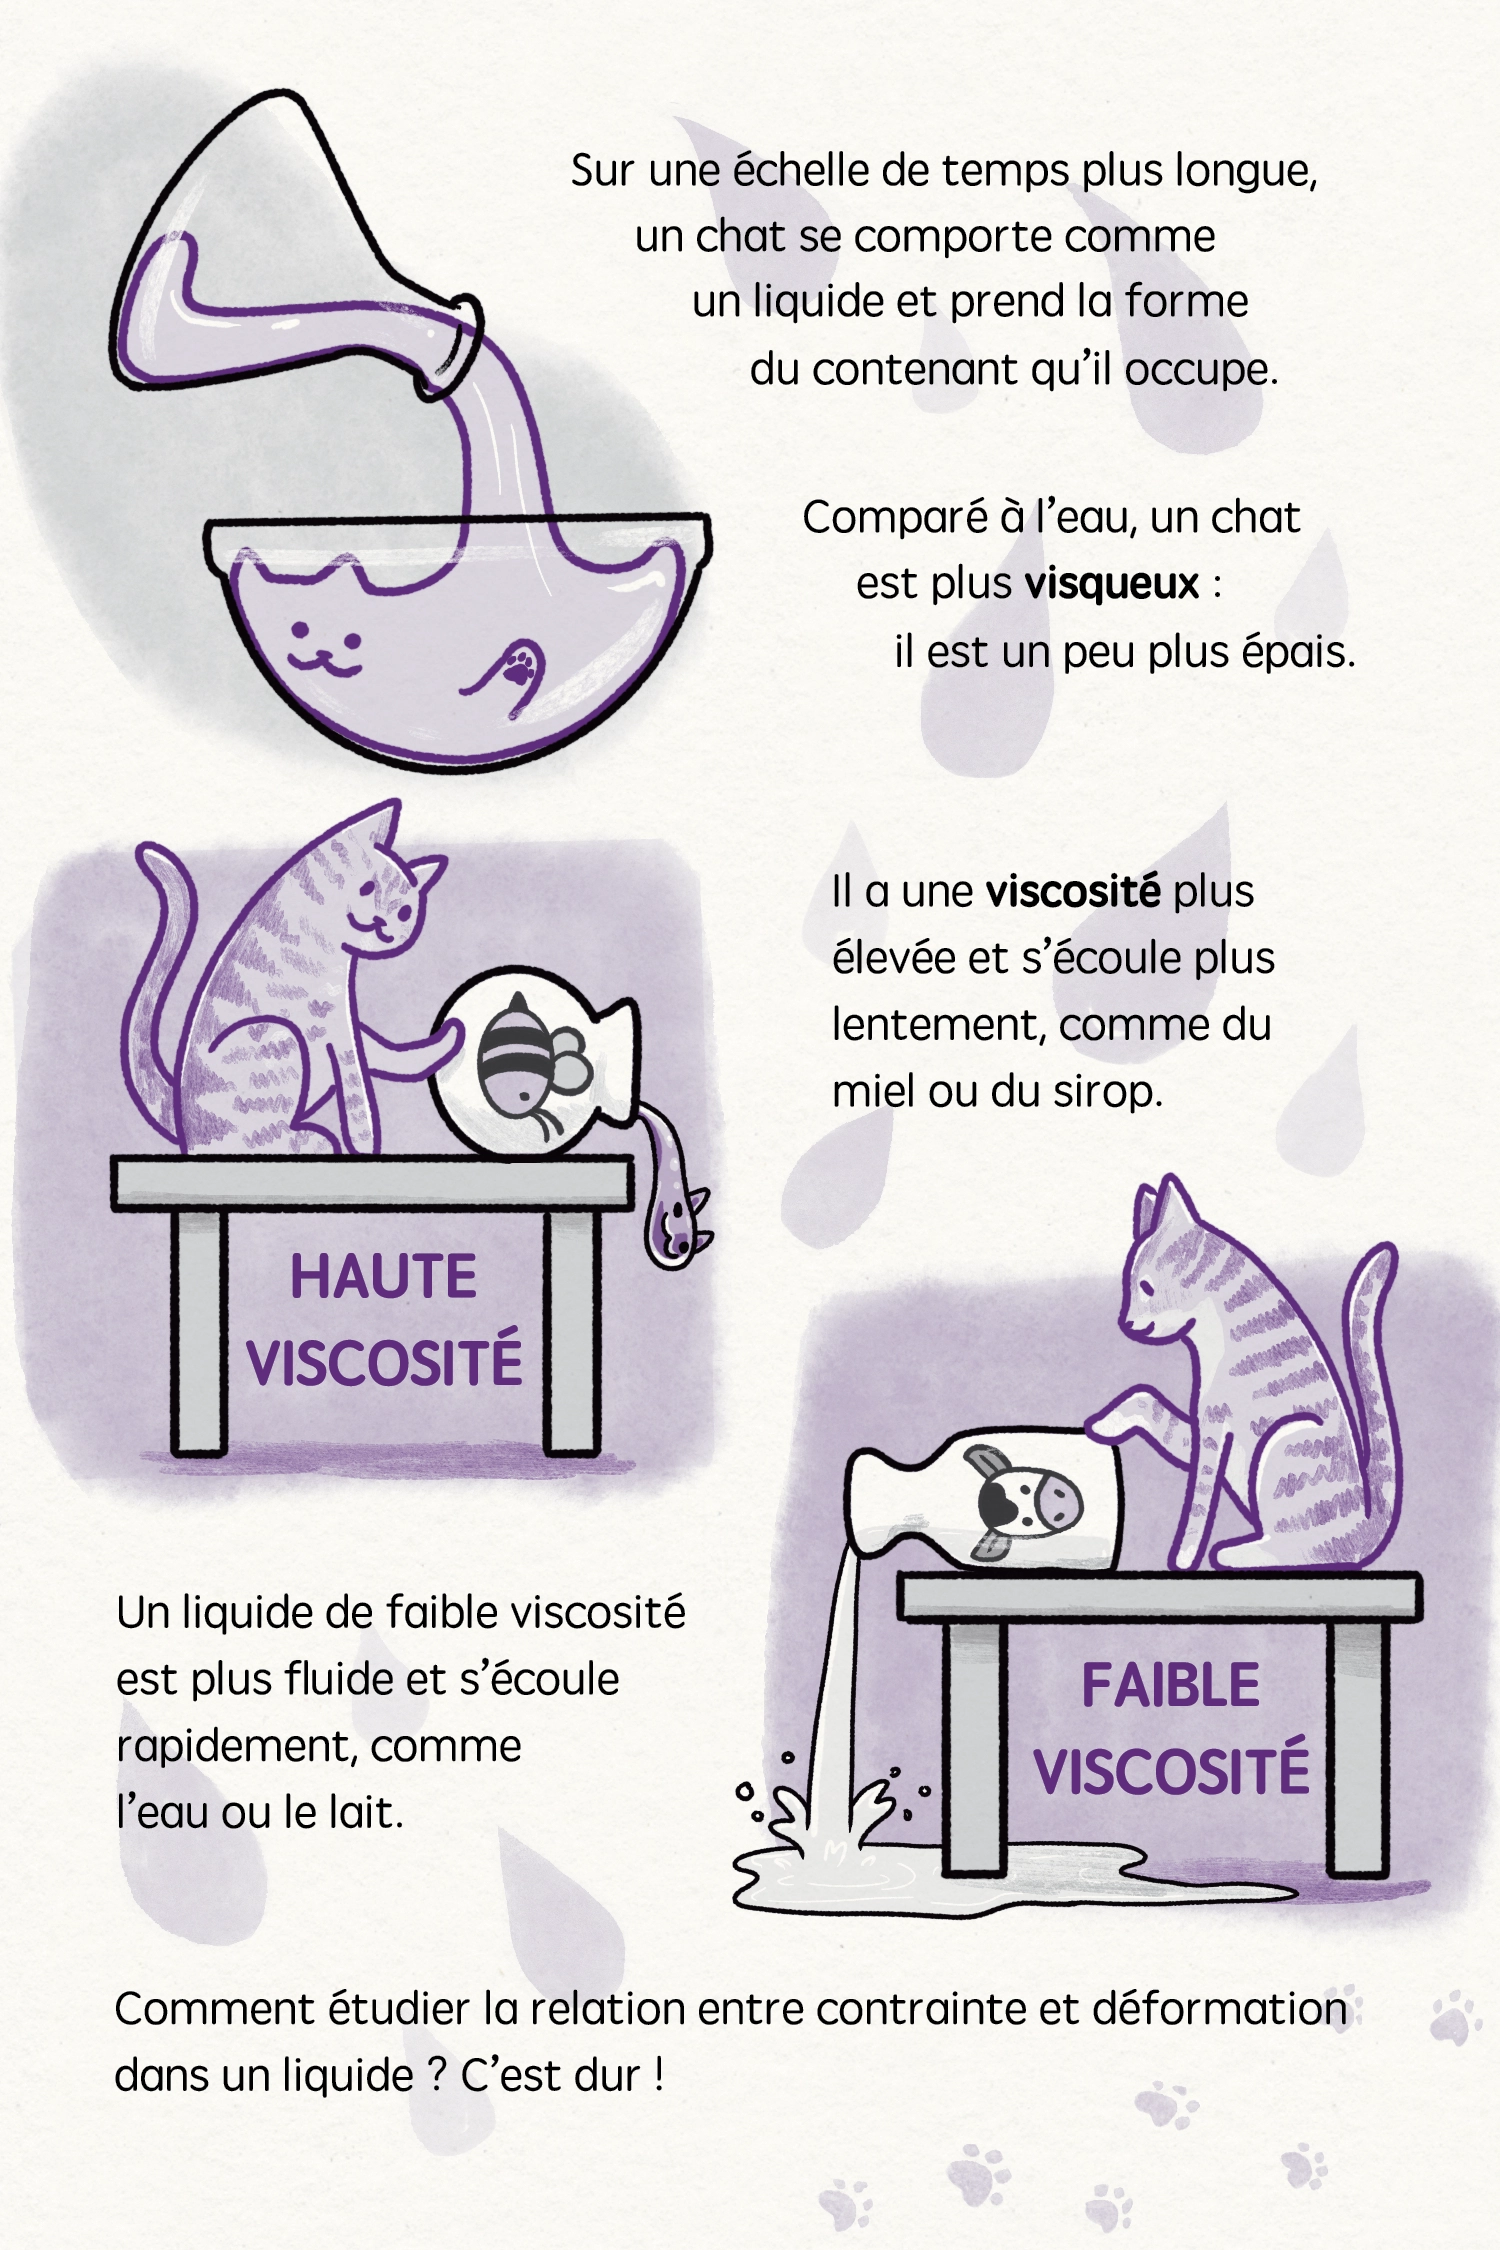 Sur une échelle de temps plus longue,
un chat se comporte comme
un liquide et prend la forme
du contenant qu’il occupe.
Comparé à l’eau, un chat
est plus visqueux :
il est un peu plus épais.
Il a une viscosité plus
élevée et s’écoule plus
lentement, comme du
miel ou du sirop.
HAUTE
VISCOSITÉ
Un liquide de faible viscosité
est plus fluide et s’écoule
rapidement, comme
l’eau ou le lait.
FAIBLE
VISCOSITÉ
Comment étudier la relation entre contrainte et déformation
dans un liquide ? C’est dur !